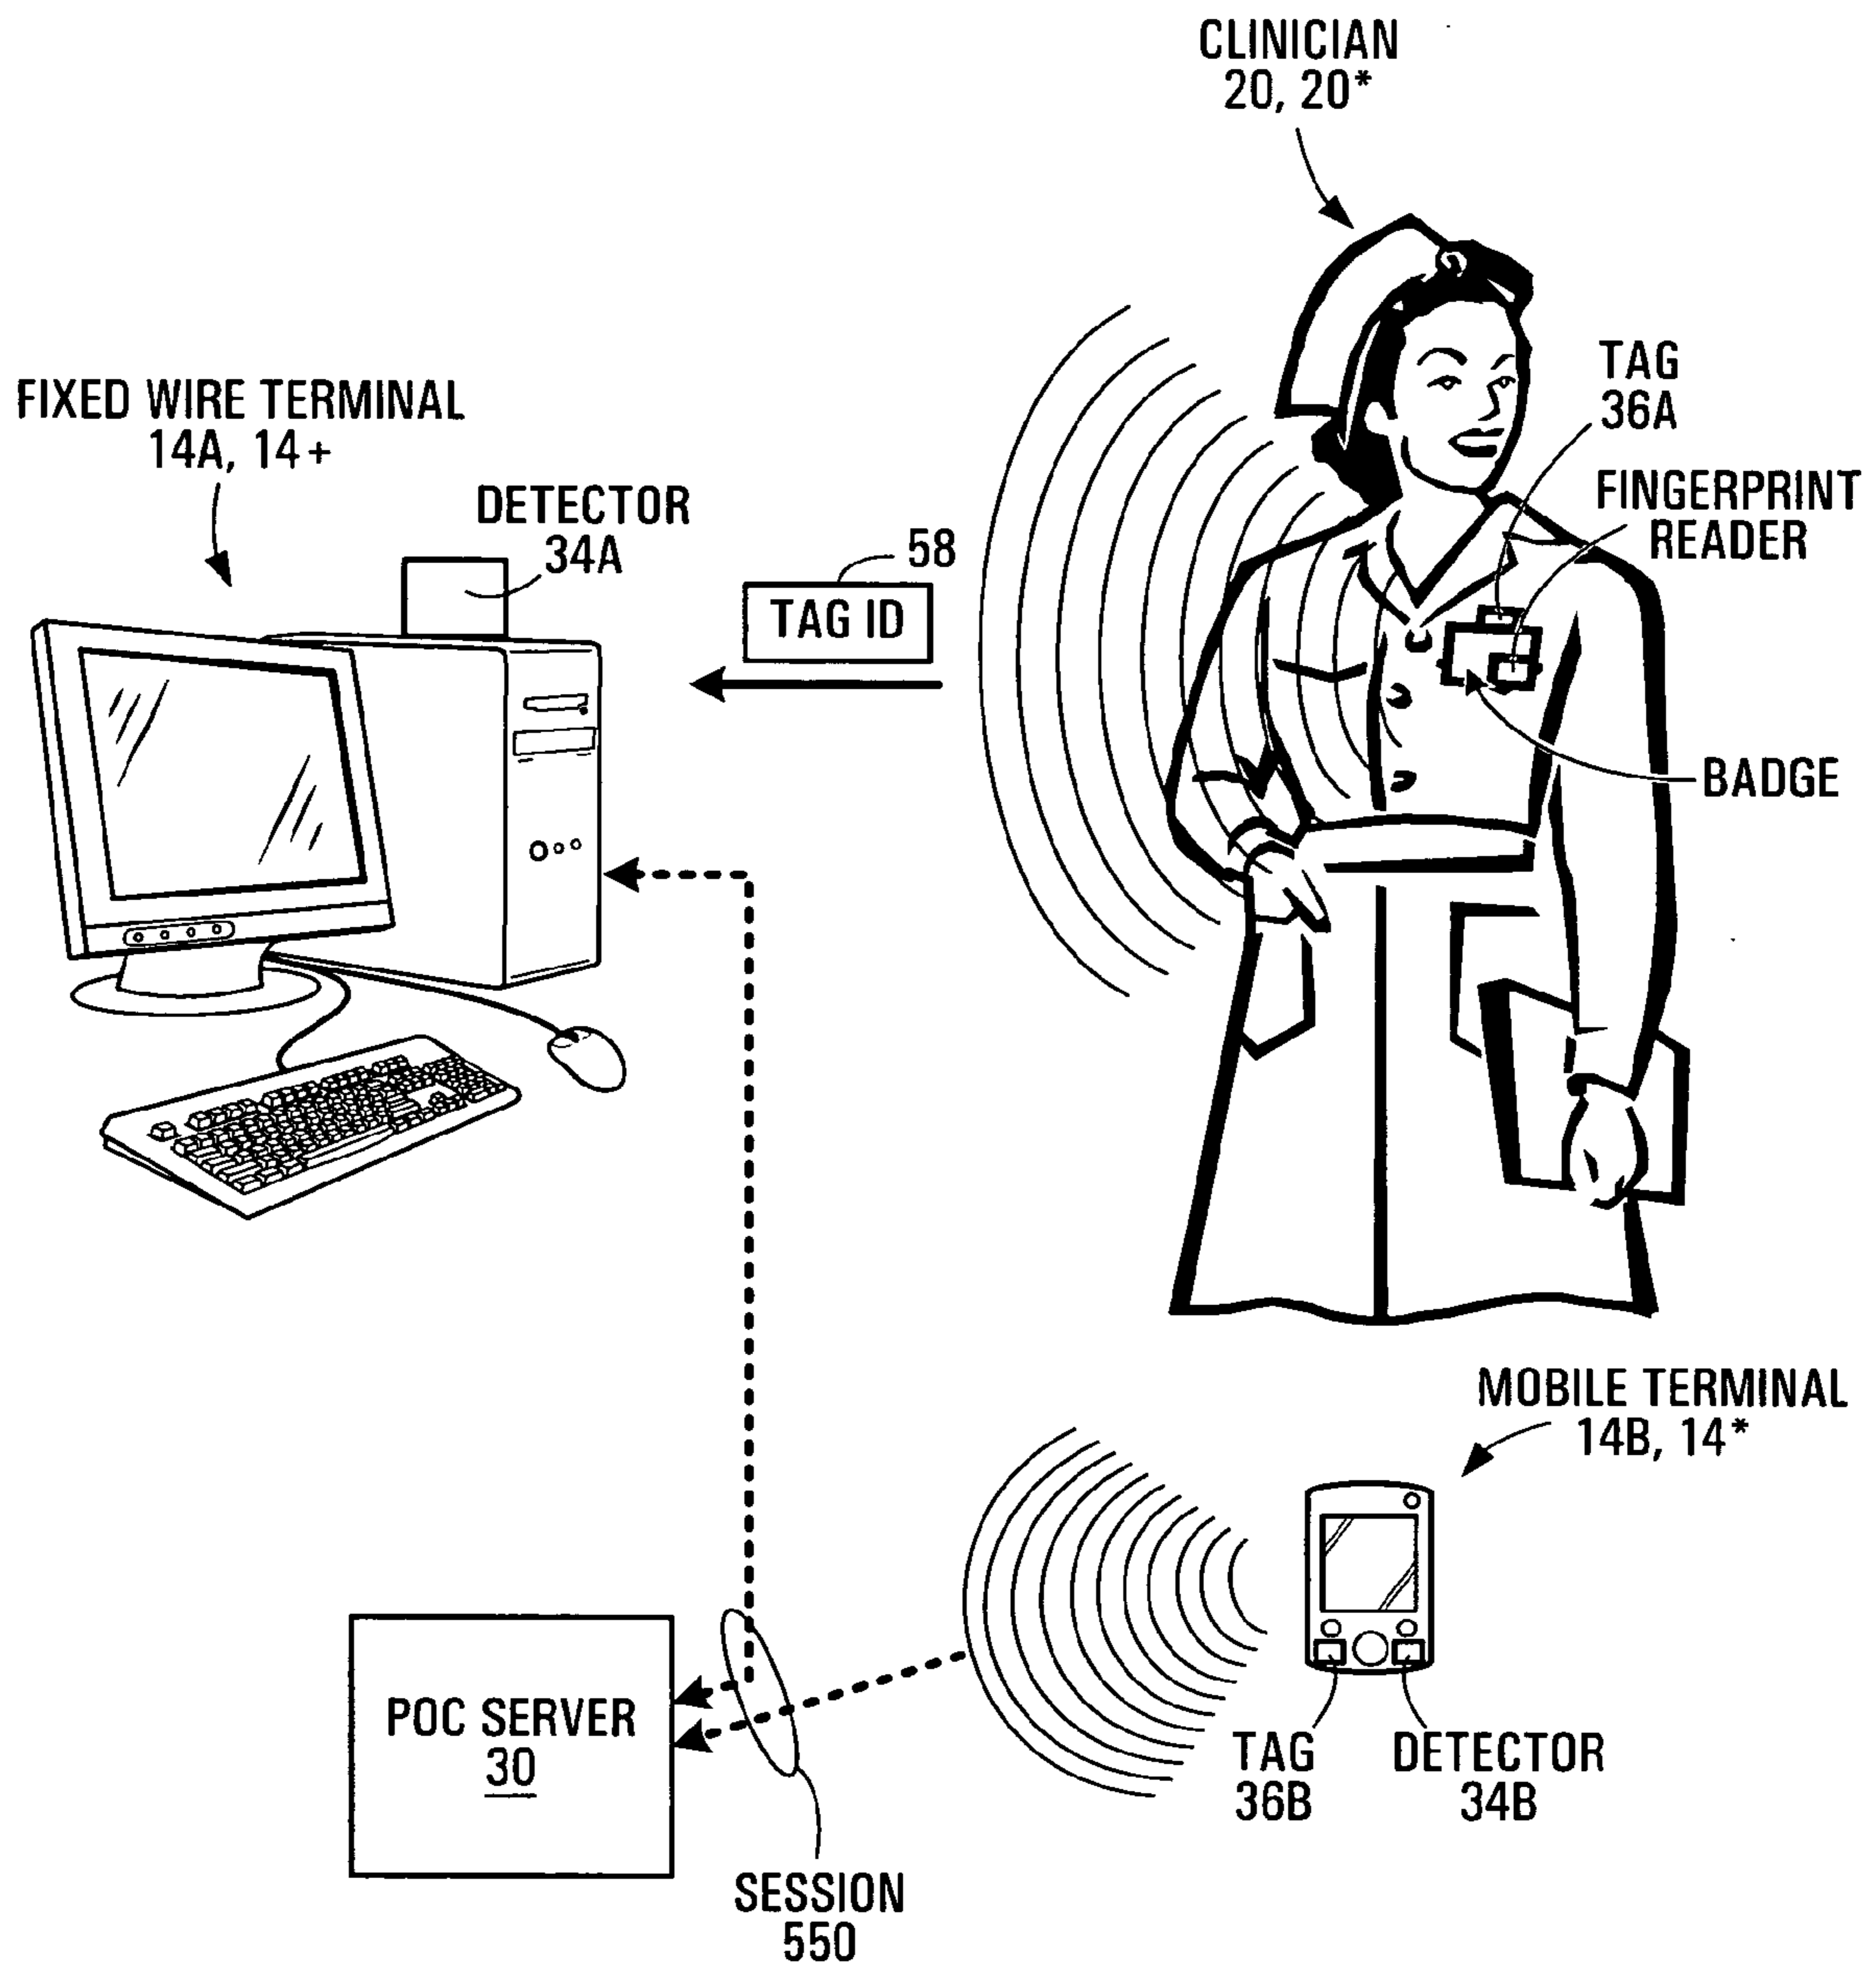 CLINICIAN
20, 20*
TAG
36A
FIXED WIRE TERMINAL
14A, 14+
FINGERPRINT
READER
DETECTOR
34A
58
TAG ID
BADGE
MOBILE TERMINAL
14B, 14*
POC SERVER
30
TAG
36B
DETECTOR
34B
SESSION
550